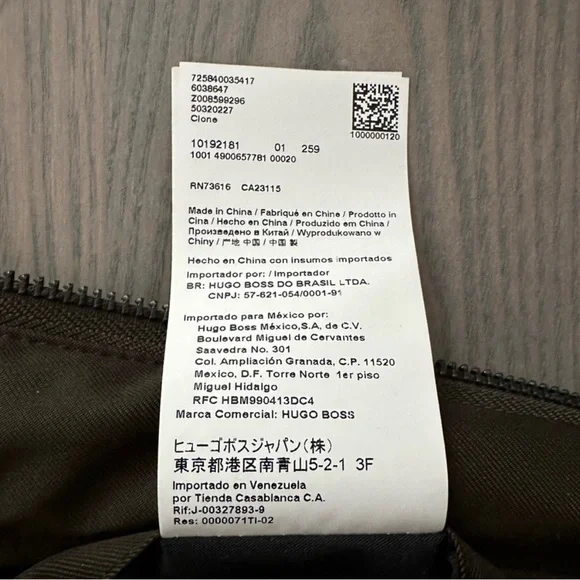 725840035417
6038647
Z008599296
50320227
Clone
1000000120
10192181 01 259
1001 4900657781 00020
RN73616 CA23115
Made in China / Fabriqué en Chine / Prodotto in
Cina / Hecho en China / Produzido em China /
Произведено в Китай / Wyprodukowano w
Chiny / 产地 中国 / 中国 製
Hecho en China con insumos importados
Importador por: / Importador
BR: HUGO BOSS DO BRASIL LTDA.
CNPJ: 57-621-054/0001-91
Importado para México por:
Hugo Boss México,S.A, de C.V.
Boulevard Miguel de Cervantes
Saavedra No. 301
Col. Ampliación Granada, C.P. 11520
Mexico, D.F. Torre Norte 1er piso
Miguel Hidalgo
RFC HBM990413DC4
Marca Comercial: HUGO BOSS
ヒューゴボスジャパン(株)
東京都港区南青山5-2-1 3F
Importado en Venezuela
por Tienda Casablanca C.A.
Rif:J-00327893-9
Res: 0000071TI-02